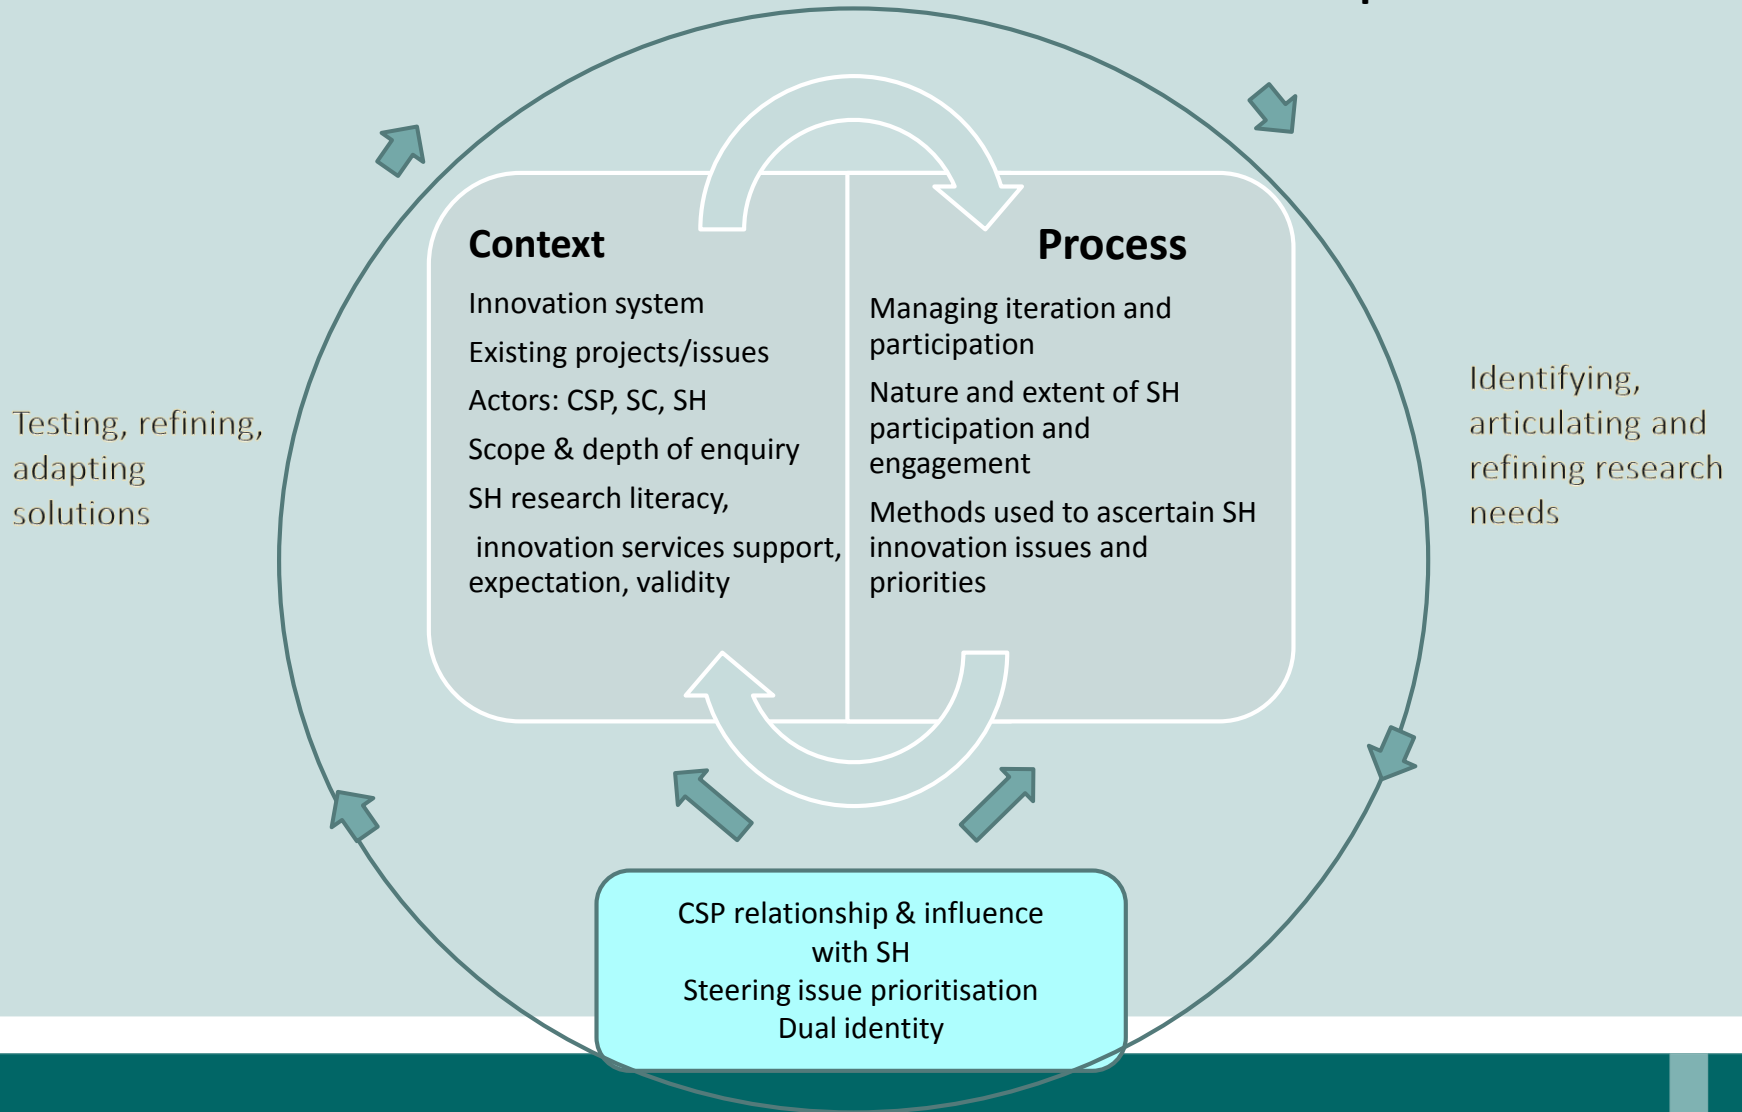 Context
Innovation system
Existing projects/issues
Actors: CSP, SC, SH
Scope & depth of enquiry
SH research literacy,
innovation services support,
expectation, validity
Process
Managing iteration and
participation
Nature and extent of SH
participation and
engagement
Methods used to ascertain SH
innovation issues and
priorities
Testing, refining,
adapting
solutions
Identifying,
articulating and
refining research
needs
CSP relationship & influence
with SH
Steering issue prioritisation
Dual identity